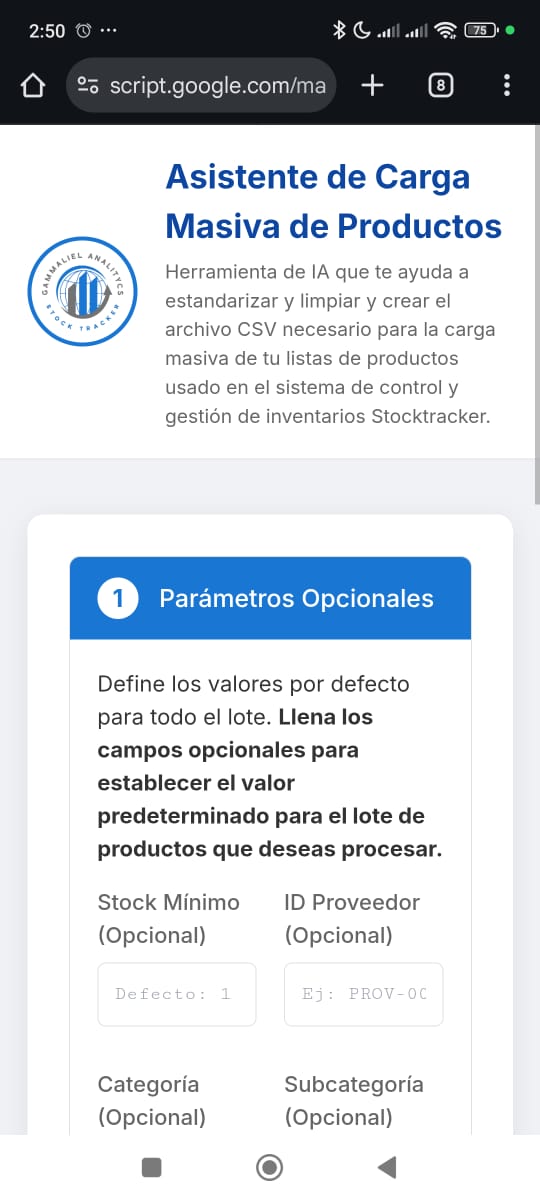 2:50
75
script.google.com/ma
8
Asistente de Carga
Masiva de Productos
GAMMALIEL ANALITYCS
STOCK TRACKER
Herramienta de IA que te ayuda a
estandarizar y limpiar y crear el
archivo CSV necesario para la carga
masiva de tu listas de productos
usado en el sistema de control y
gestión de inventarios Stocktracker.
1 Parámetros Opcionales
Define los valores por defecto
para todo el lote. Llena los
campos opcionales para
establecer el valor
predeterminado para el lote de
productos que deseas procesar.
Stock Mínimo
(Opcional)
ID Proveedor
(Opcional)
Defecto: 1
Ej: PROV-00
Categoría
(Opcional)
Subcategoría
(Opcional)